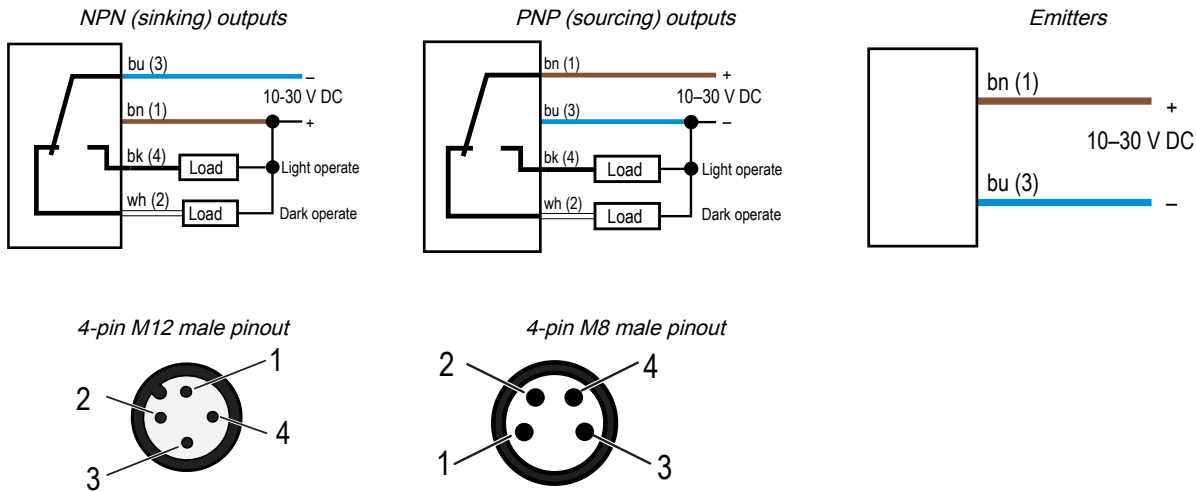 NPN (sinking) outputs
bu (3)
–
10-30 V DC
bn (1)
+
bk (4)
Load
Light operate
wh (2)
Load
Dark operate
PNP (sourcing) outputs
bn (1)
+
10–30 V DC
bu (3)
–
bk (4)
Load
Light operate
wh (2)
Load
Dark operate
Emitters
bn (1)
+
10–30 V DC
bu (3)
–
4-pin M12 male pinout
1
2
4
3
4-pin M8 male pinout
2
4
1
3